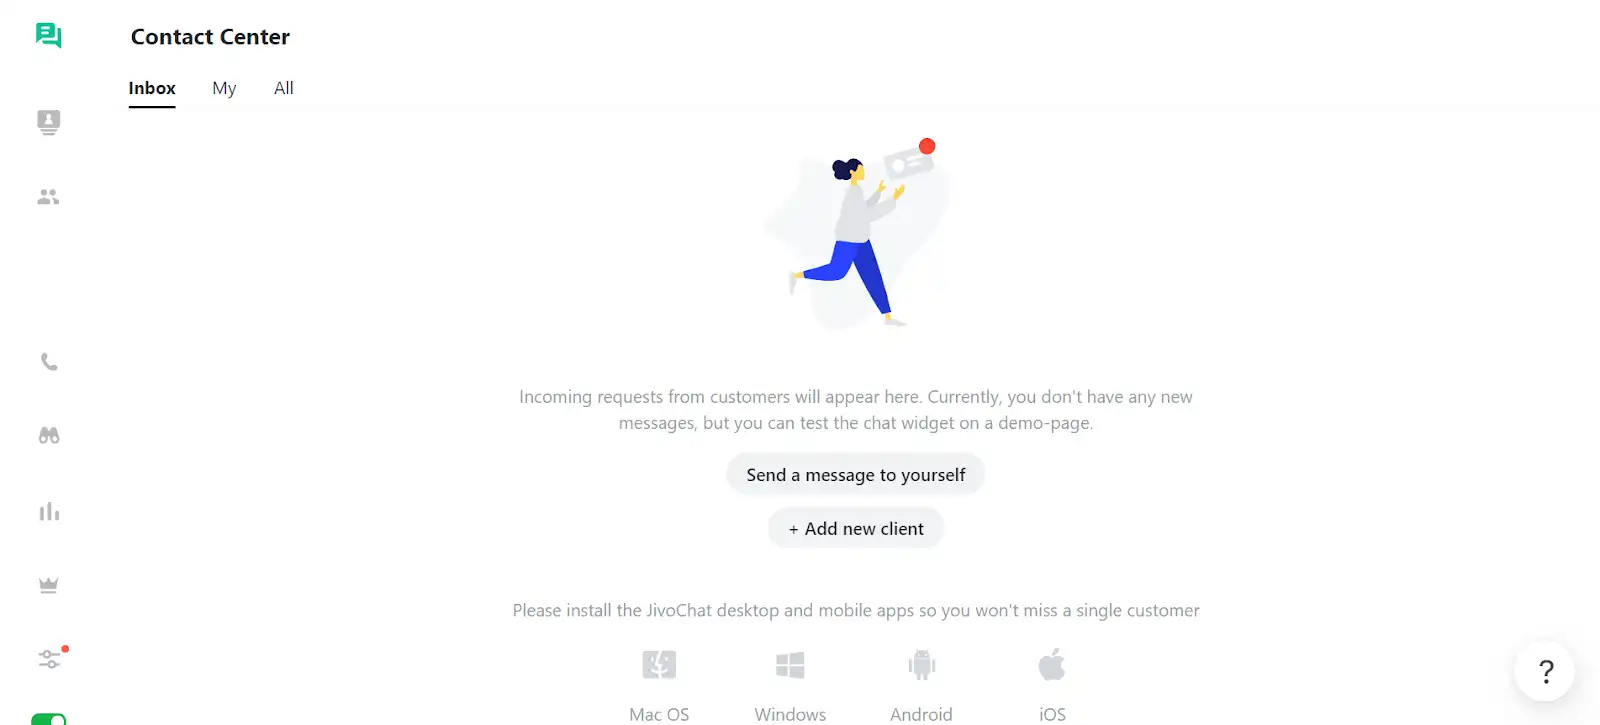 Contact Center
Inbox My All
Incoming requests from customers will appear here. Currently, you don't have any new
messages, but you can test the chat widget on a demo-page.
Send a message to yourself
+ Add new client
Please install the JivoChat desktop and mobile apps so you won't miss a single customer
Mac OS Windows Android iOS
?